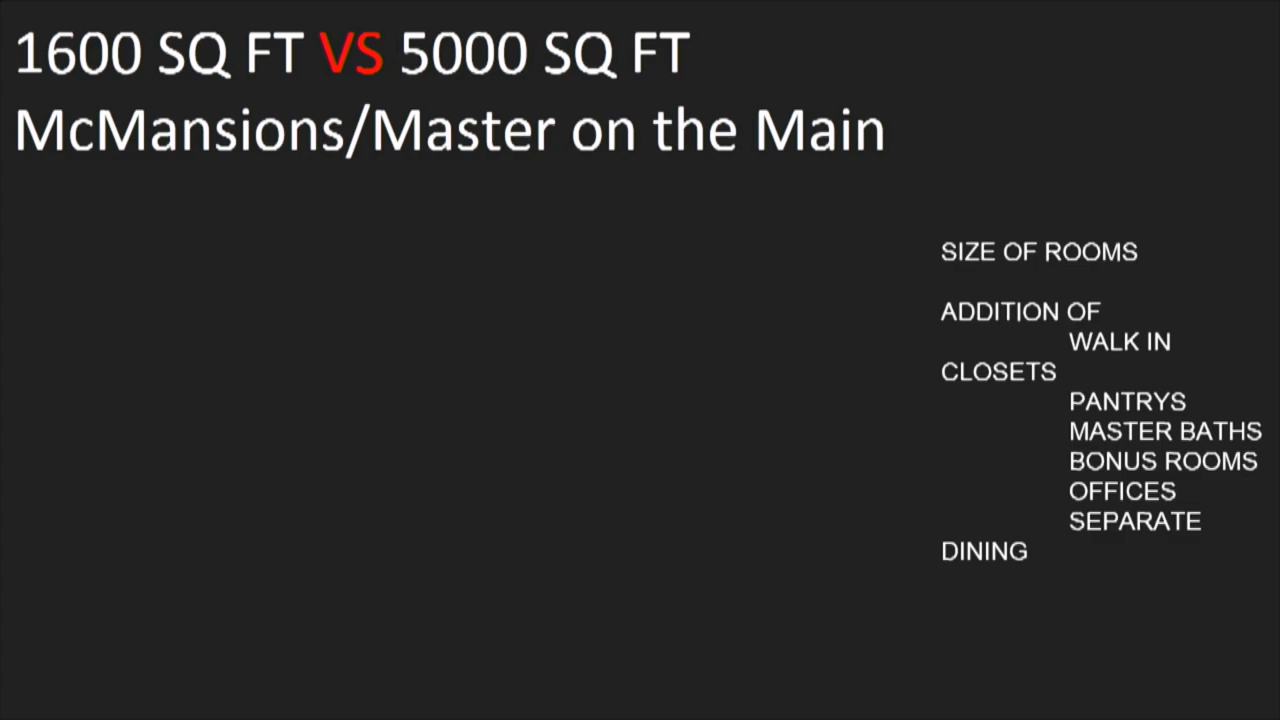 1600 SQ FT VS 5000 SQ FT
McMansions/Master on the Main
SIZE OF ROOMS
ADDITION OF
WALK IN
CLOSETS
PANTRYS
MASTER BATHS
BONUS ROOMS
OFFICES
SEPARATE
DINING